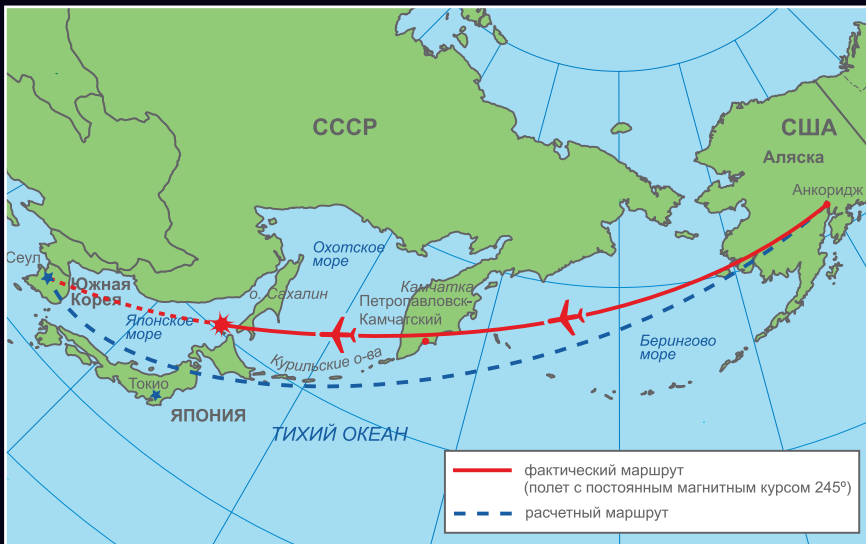 СССР
США
Аляска
Анкоридж
Охотское
море
Сеул
Южная
Корея
о. Сахалин
Камчатка
Петропавловск-
Камчатский
Японское
море
Курильские о-ва
Берингово
море
Токио
ЯПОНИЯ
ТИХИЙ ОКЕАН
фактический маршрут
(полет с постоянным магнитным курсом 245º)
расчетный маршрут